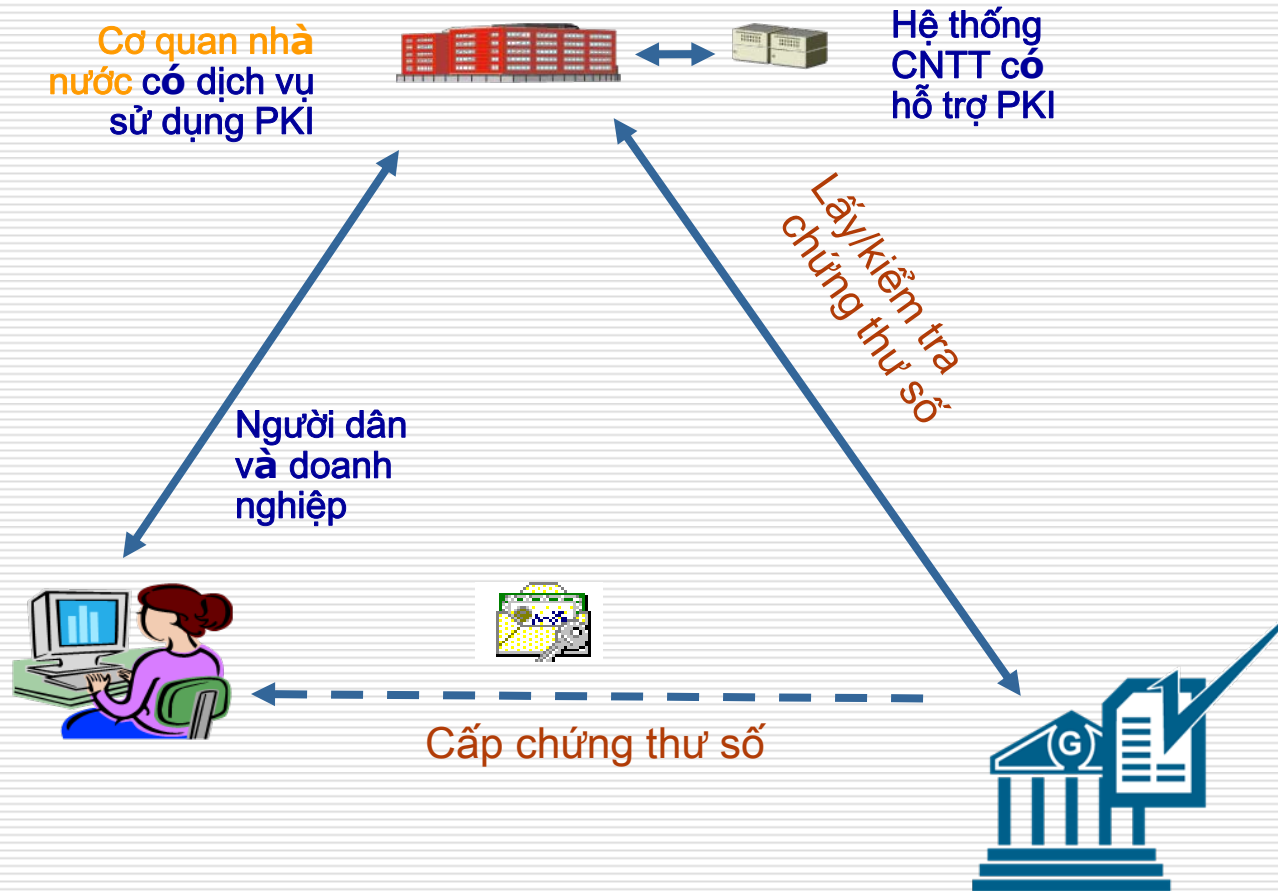 Cơ quan nhà
nước có dịch vụ
sử dụng PKI
Hệ thống
CNTT có
hỗ trợ PKI
Lấy/kiểm tra
chứng thư số
Người dân
và doanh
nghiệp
Cấp chứng thư số
G